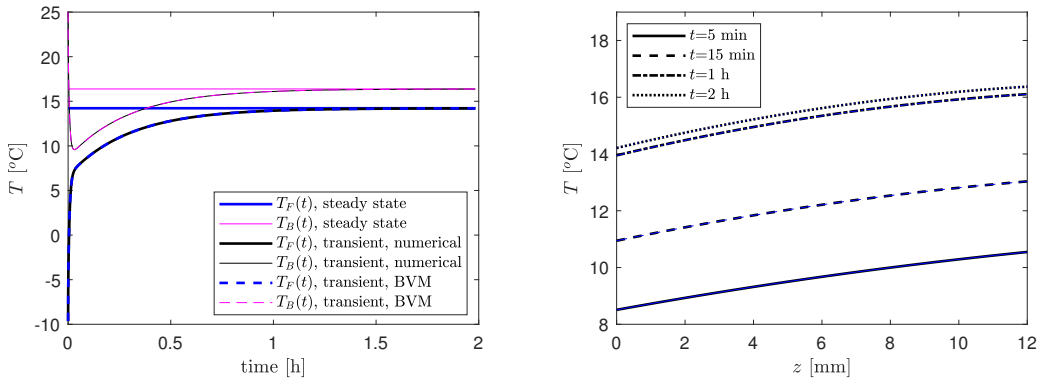 25
20
15
10
5
0
-5
-10
T [°C]
T_F(t), steady state
T_B(t), steady state
T_F(t), transient, numerical
T_B(t), transient, numerical
T_F(t), transient, BVM
T_B(t), transient, BVM
0 0.5 1 1.5 2
time [h]
18
16
14
12
10
8
T [°C]
t=5 min
t=15 min
t=1 h
t=2 h
0 2 4 6 8 10 12
z [mm]